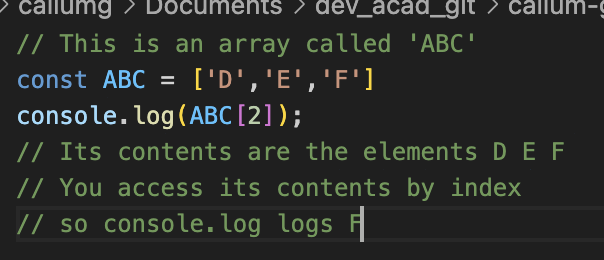 callumg > Documents > dev_acad_git > callum-g
// This is an array called 'ABC'
const ABC = ['D','E','F']
console.log(ABC[2]);
// Its contents are the elements D E F
// You access its contents by index
// so console.log logs F